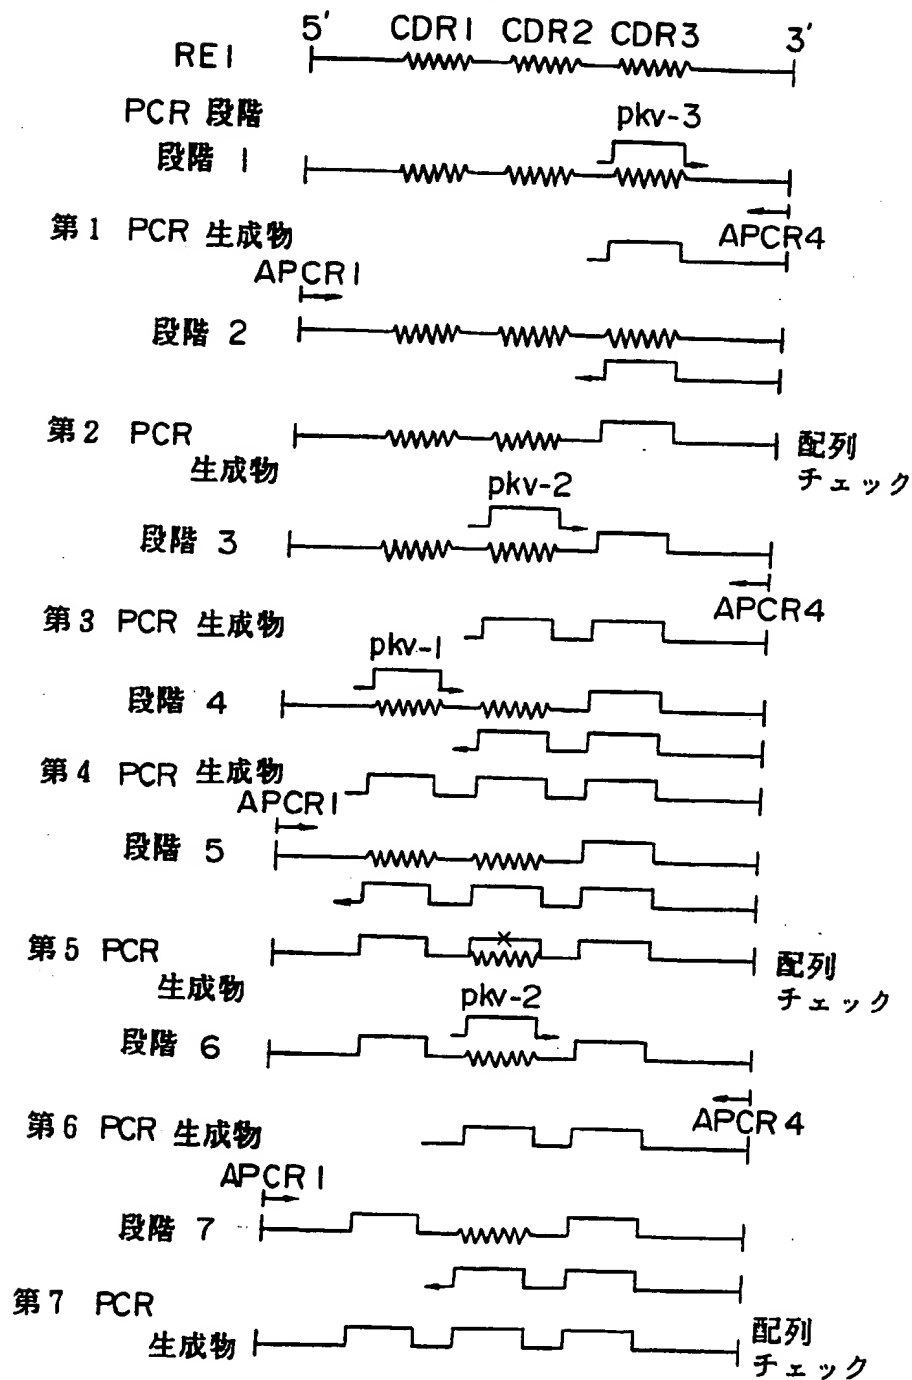 5' CDR1 CDR2 CDR3 3'
RE1
PCR 段階
pkv-3
段階 1
第1 PCR 生成物
APCR4
APCR1
段階 2
第2 PCR
生成物
配列
チェック
pkv-2
段階 3
APCR4
第3 PCR 生成物
pkv-1
段階 4
第4 PCR 生成物
APCR1
段階 5
第5 PCR
生成物
×
配列
チェック
pkv-2
段階 6
APCR4
第6 PCR 生成物
APCR1
段階 7
第7 PCR
生成物
配列
チェック